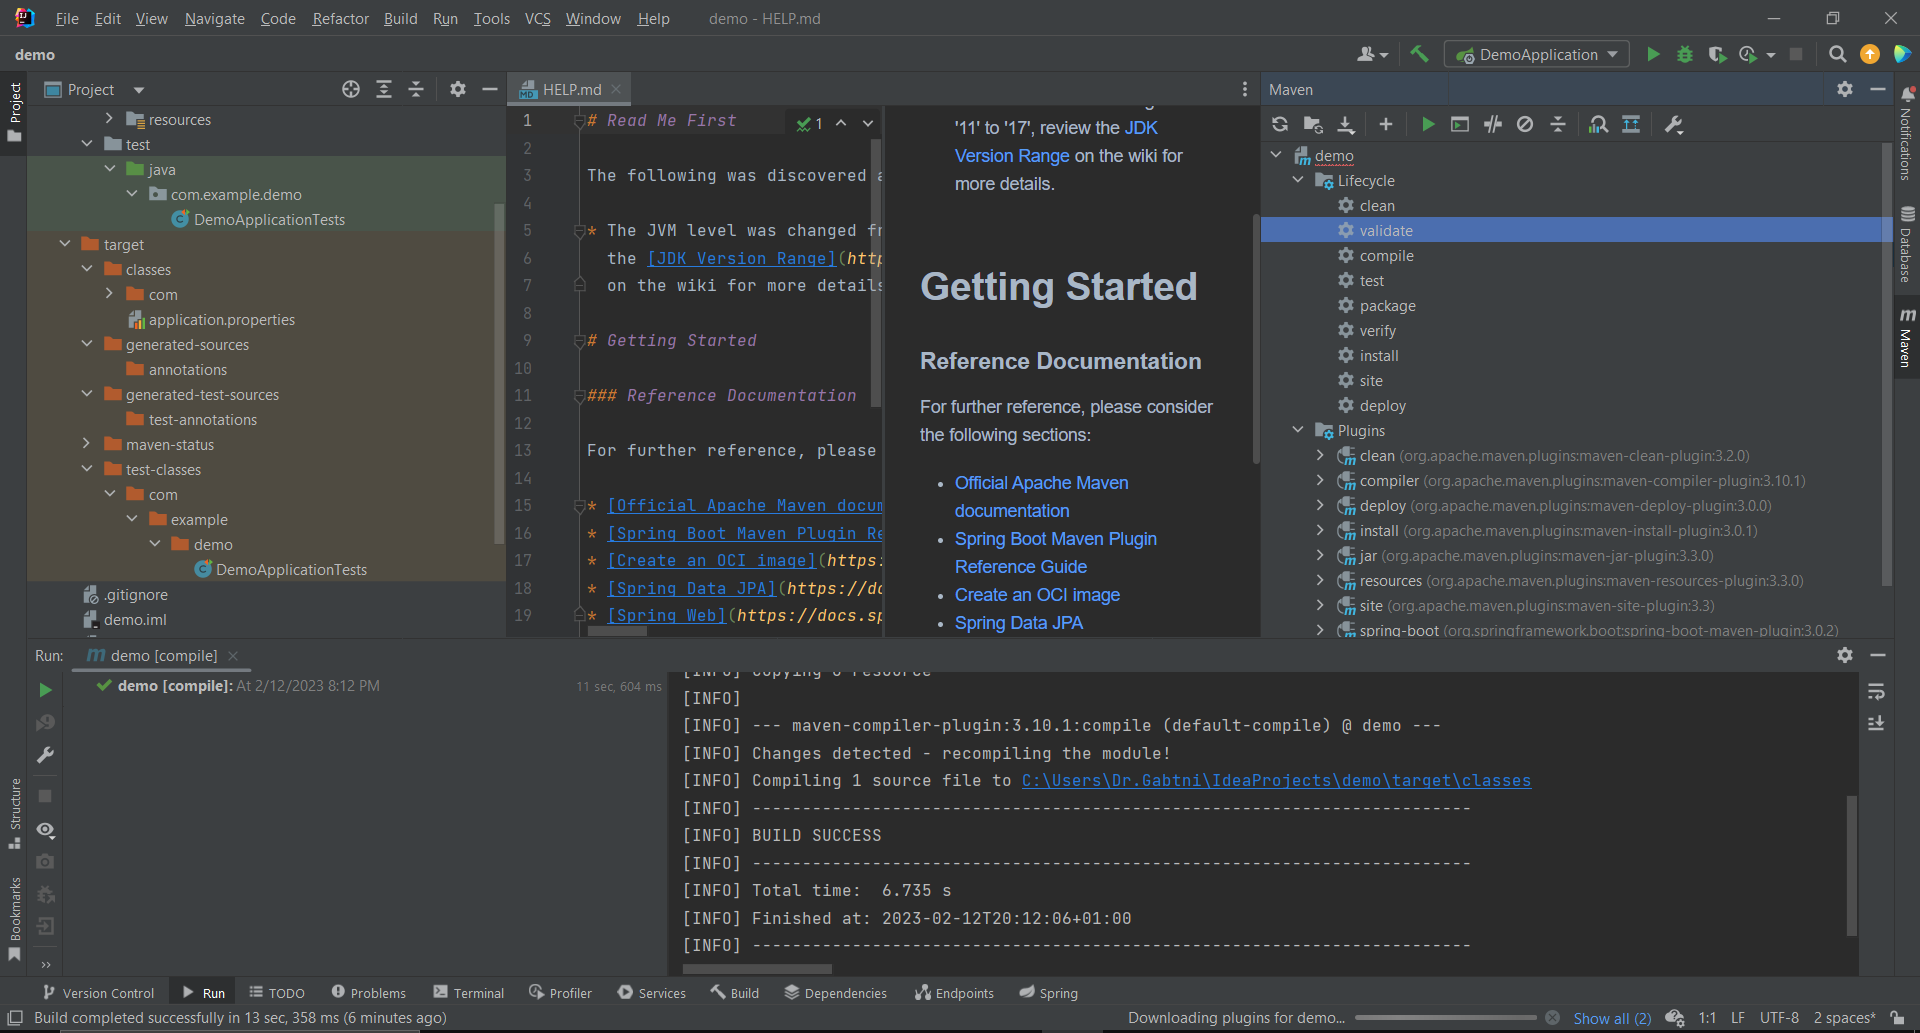 File Edit View Navigate Code Refactor Build Run Tools VCS Window Help demo - HELP.md
demo
DemoApplication
Project
resources
test
java
com.example.demo
DemoApplicationTests
target
classes
com
application.properties
generated-sources
annotations
generated-test-sources
test-annotations
maven-status
test-classes
com
example
demo
DemoApplicationTests
.gitignore
demo.iml
Project
Structure
Bookmarks
HELP.md
1
1 # Read Me First
2
3 The following was discovered a
4
5 * The JVM level was changed fr
6 the [JDK Version Range](http
7 on the wiki for more details
8
9 # Getting Started
10
11 ### Reference Documentation
12
13 For further reference, please
14
15 * [Official Apache Maven docum
16 * [Spring Boot Maven Plugin Re
17 * [Create an OCI image](https:
18 * [Spring Data JPA](https://do
19 * [Spring Web](https://docs.sp
'11' to '17', review the JDK
Version Range on the wiki for
more details.
Getting Started
Reference Documentation
For further reference, please consider
the following sections:
• Official Apache Maven
documentation
• Spring Boot Maven Plugin
Reference Guide
• Create an OCI image
• Spring Data JPA
Maven
demo
Lifecycle
clean
validate
compile
test
package
verify
install
site
deploy
Plugins
clean (org.apache.maven.plugins:maven-clean-plugin:3.2.0)
compiler (org.apache.maven.plugins:maven-compiler-plugin:3.10.1)
deploy (org.apache.maven.plugins:maven-deploy-plugin:3.0.0)
install (org.apache.maven.plugins:maven-install-plugin:3.0.1)
jar (org.apache.maven.plugins:maven-jar-plugin:3.3.0)
resources (org.apache.maven.plugins:maven-resources-plugin:3.3.0)
site (org.apache.maven.plugins:maven-site-plugin:3.3)
spring-boot (org.springframework.boot:spring-boot-maven-plugin:3.0.2)
Notifications
Database
Maven
Run: demo [compile]
demo [compile]: At 2/12/2023 8:12 PM 11 sec, 604 ms
[INFO] Copying 0 resource
[INFO]
[INFO] --- maven-compiler-plugin:3.10.1:compile (default-compile) @ demo ---
[INFO] Changes detected - recompiling the module!
[INFO] Compiling 1 source file to C:\Users\Dr.Gabtni\IdeaProjects\demo\target\classes
[INFO] ------------------------------------------------------------------------
[INFO] BUILD SUCCESS
[INFO] ------------------------------------------------------------------------
[INFO] Total time:  6.735 s
[INFO] Finished at: 2023-02-12T20:12:06+01:00
[INFO] ------------------------------------------------------------------------
Version Control Run TODO Problems Terminal Profiler Services Build Dependencies Endpoints Spring
Build completed successfully in 13 sec, 358 ms (6 minutes ago) Downloading plugins for demo... Show all (2) 1:1 LF UTF-8 2 spaces*